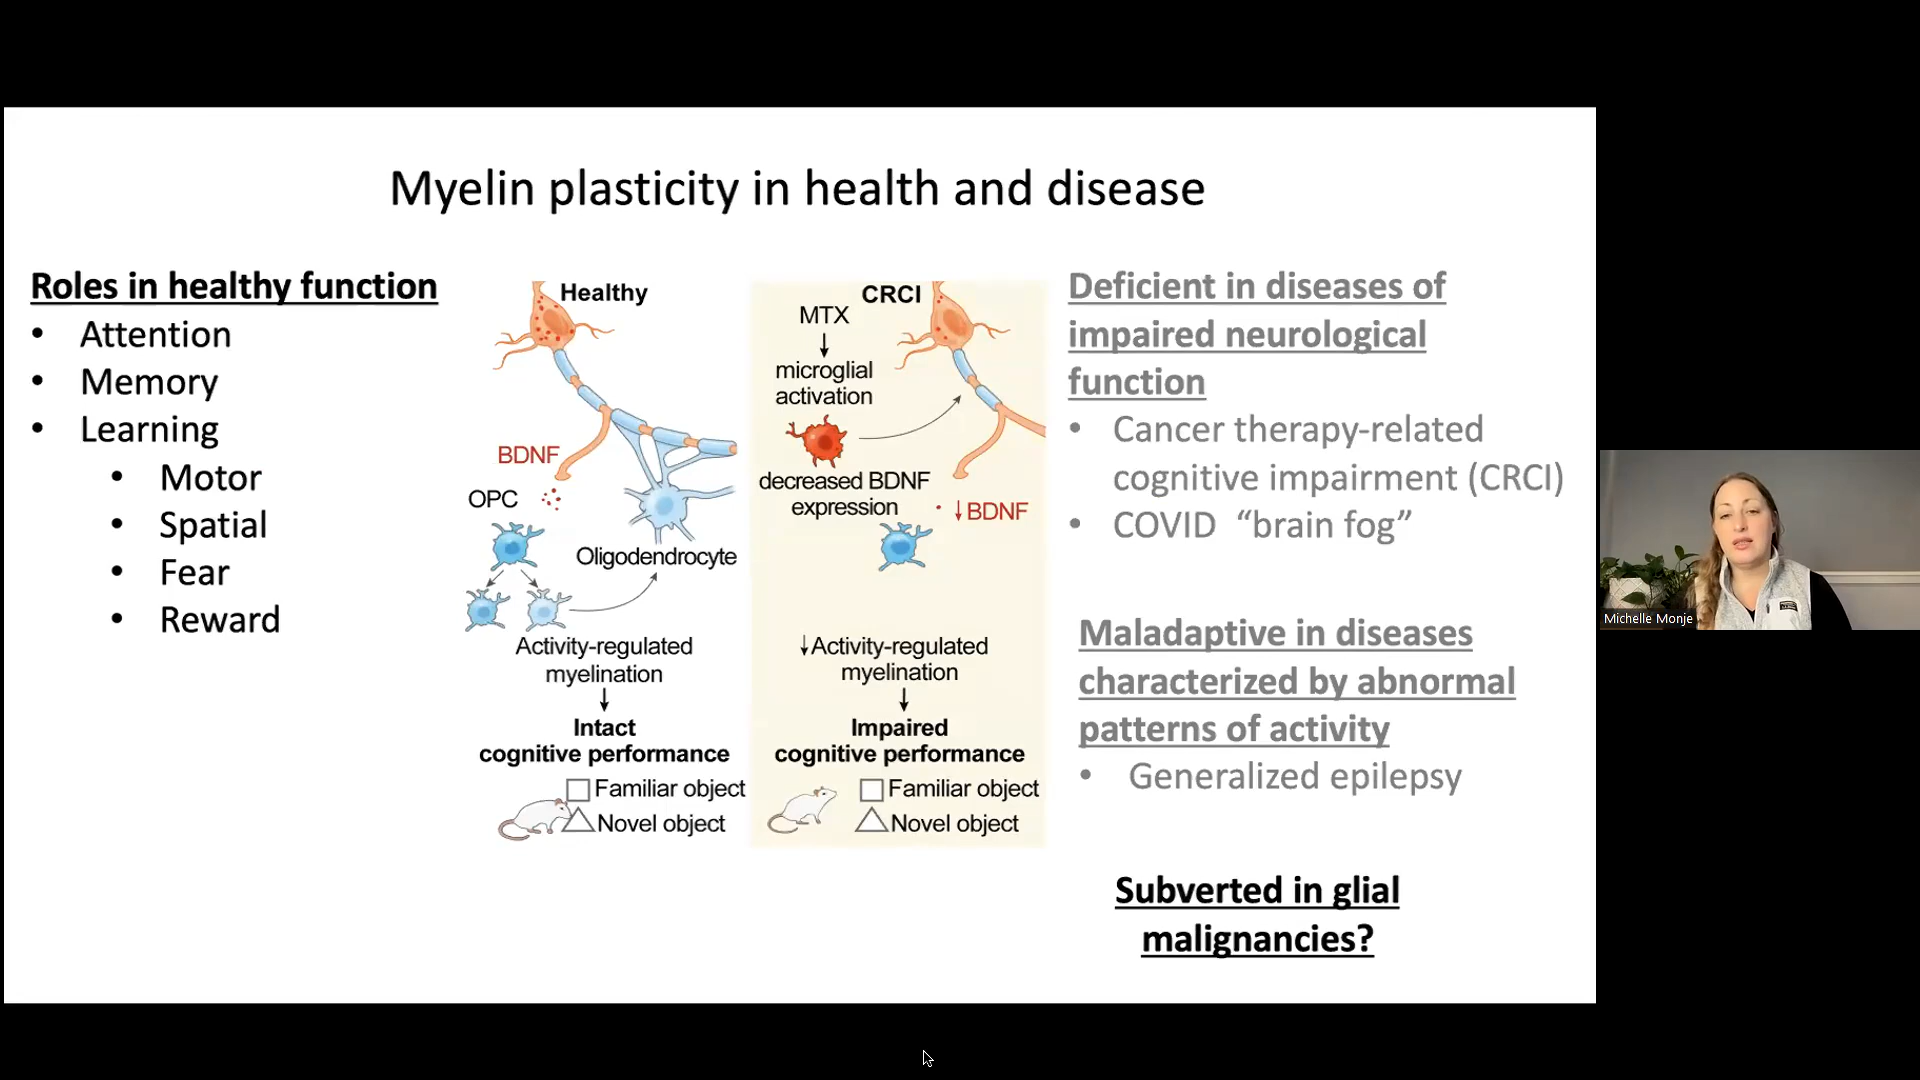 Myelin plasticity in health and disease
Roles in healthy function
• Attention
• Memory
• Learning
• Motor
• Spatial
• Fear
• Reward
Healthy
BDNF
OPC
Oligodendrocyte
Activity-regulated
myelination
Intact
cognitive performance
Familiar object
Novel object
CRCI
MTX
microglial
activation
decreased BDNF
expression
↓BDNF
↓Activity-regulated
myelination
Impaired
cognitive performance
Familiar object
Novel object
Deficient in diseases of
impaired neurological
function
• Cancer therapy-related
cognitive impairment (CRCI)
• COVID “brain fog”
Maladaptive in diseases
characterized by abnormal
patterns of activity
• Generalized epilepsy
Subverted in glial
malignancies?
Michelle Monje